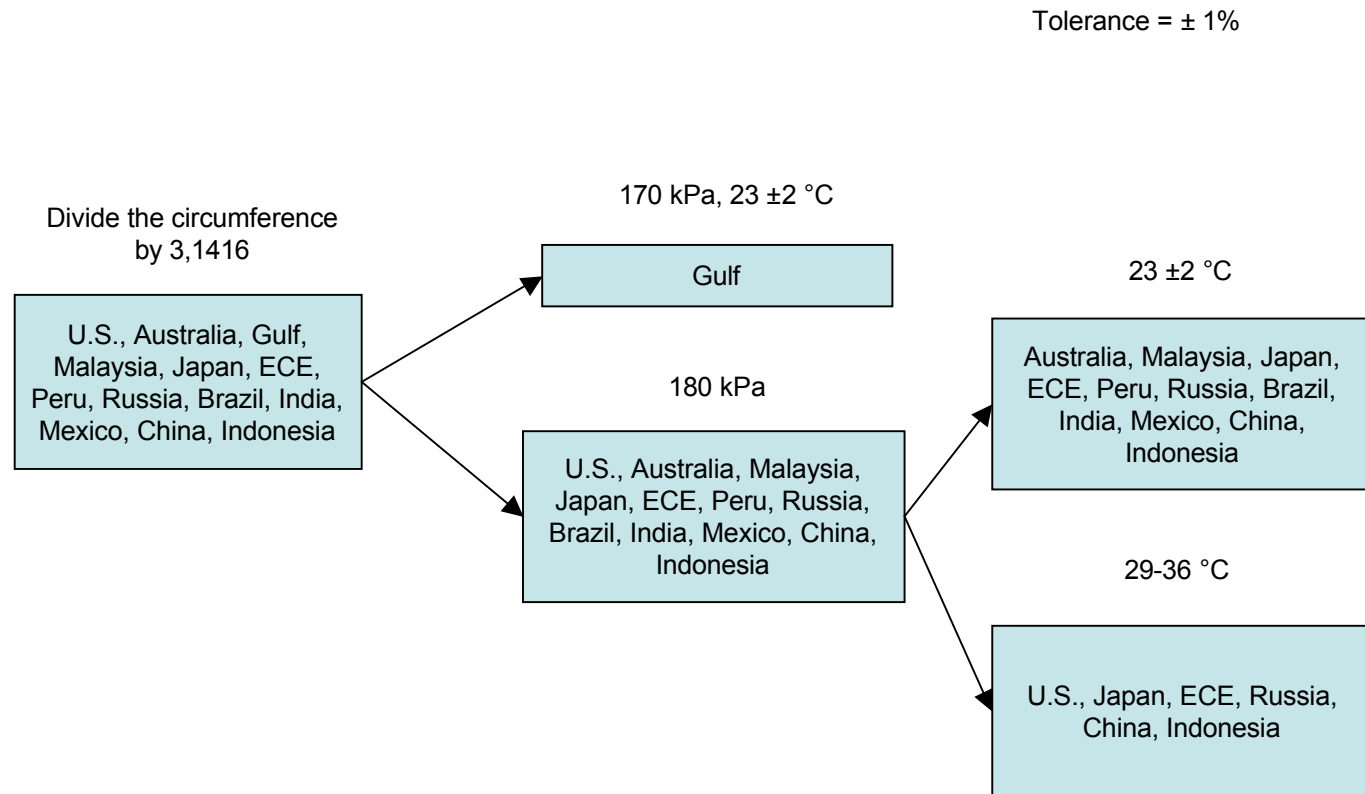 Tolerance = ± 1%
Divide the circumference
by 3,1416
U.S., Australia, Gulf,
Malaysia, Japan, ECE,
Peru, Russia, Brazil, India,
Mexico, China, Indonesia
170 kPa, 23 ±2 °C
Gulf
180 kPa
U.S., Australia, Malaysia,
Japan, ECE, Peru, Russia,
Brazil, India, Mexico, China,
Indonesia
23 ±2 °C
Australia, Malaysia, Japan,
ECE, Peru, Russia, Brazil,
India, Mexico, China,
Indonesia
29-36 °C
U.S., Japan, ECE, Russia,
China, Indonesia